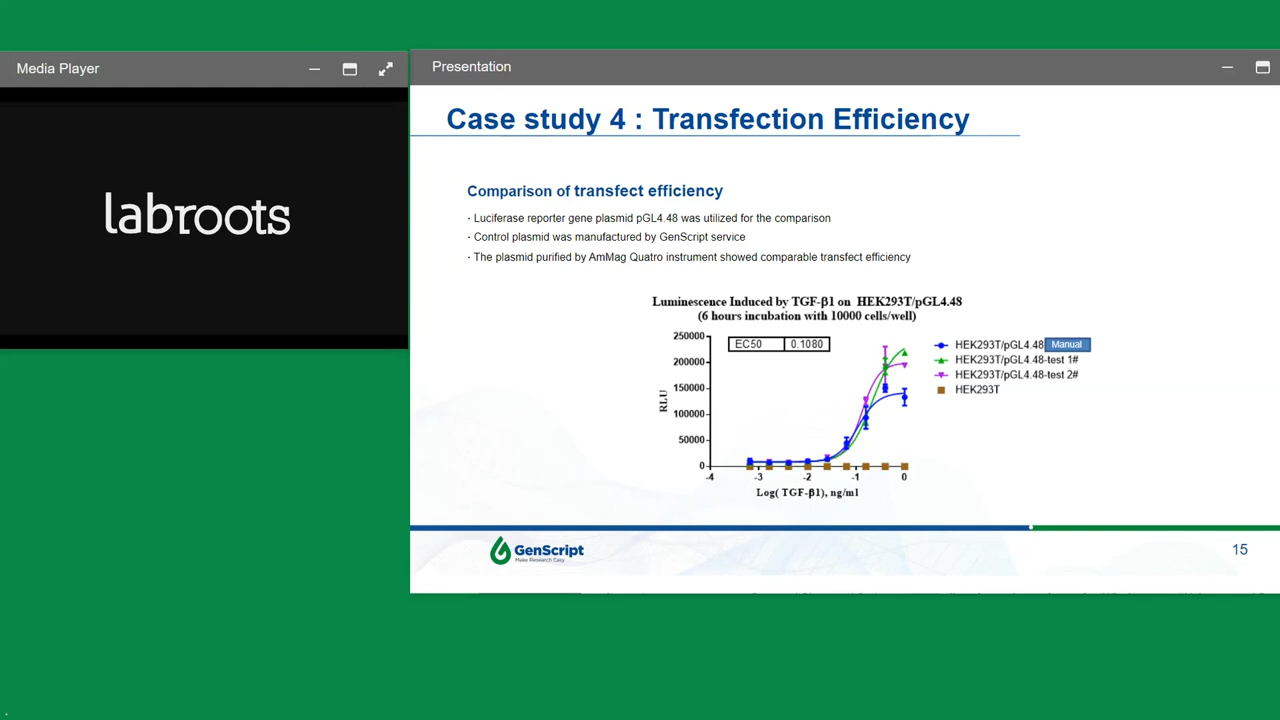 Media Player
labroots
Presentation
Case study 4 : Transfection Efficiency
Comparison of transfect efficiency
· Luciferase reporter gene plasmid pGL4.48 was utilized for the comparison
· Control plasmid was manufactured by GenScript service
· The plasmid purified by AmMag Quatro instrument showed comparable transfect efficiency
Luminescence Induced by TGF-β1 on HEK293T/pGL4.48
(6 hours incubation with 10000 cells/well)
250000
200000
150000
100000
50000
0
RLU
EC50 0.1080
HEK293T/pGL4.48 Manual
HEK293T/pGL4.48-test 1#
HEK293T/pGL4.48-test 2#
HEK293T
-4 -3 -2 -1 0
Log( TGF-β1), ng/ml
GenScript
Make Research Easy
15